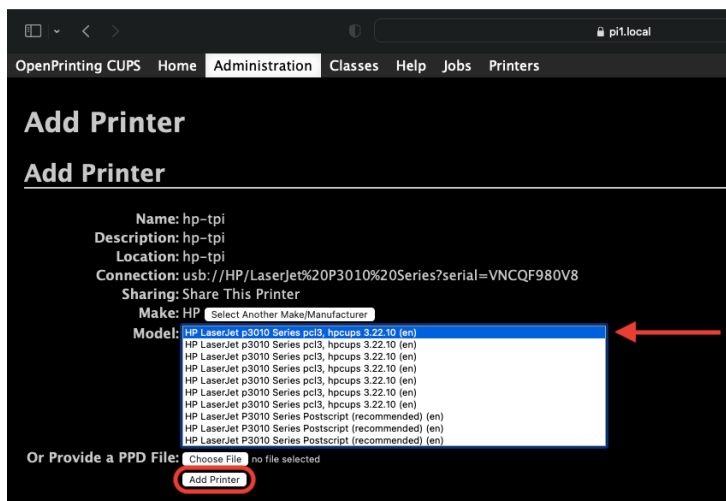 pi1.local
OpenPrinting CUPS Home Administration Classes Help Jobs Printers
Add Printer
Add Printer
Name: hp-tpi
Description: hp-tpi
Location: hp-tpi
Connection: usb://HP/LaserJet%20P3010%20Series?serial=VNCQF980V8
Sharing: Share This Printer
Make: HP Select Another Make/Manufacturer
Model: HP LaserJet p3010 Series pcl3, hpcups 3.22.10 (en)
HP LaserJet p3010 Series pcl3, hpcups 3.22.10 (en)
HP LaserJet p3010 Series pcl3, hpcups 3.22.10 (en)
HP LaserJet p3010 Series pcl3, hpcups 3.22.10 (en)
HP LaserJet p3010 Series pcl3, hpcups 3.22.10 (en)
HP LaserJet p3010 Series pcl3, hpcups 3.22.10 (en)
HP LaserJet p3010 Series pcl3, hpcups 3.22.10 (en)
HP LaserJet P3010 Series Postscript (recommended) (en)
HP LaserJet P3010 Series Postscript (recommended) (en)
HP LaserJet P3010 Series Postscript (recommended) (en)
Or Provide a PPD File: Choose File no file selected
Add Printer